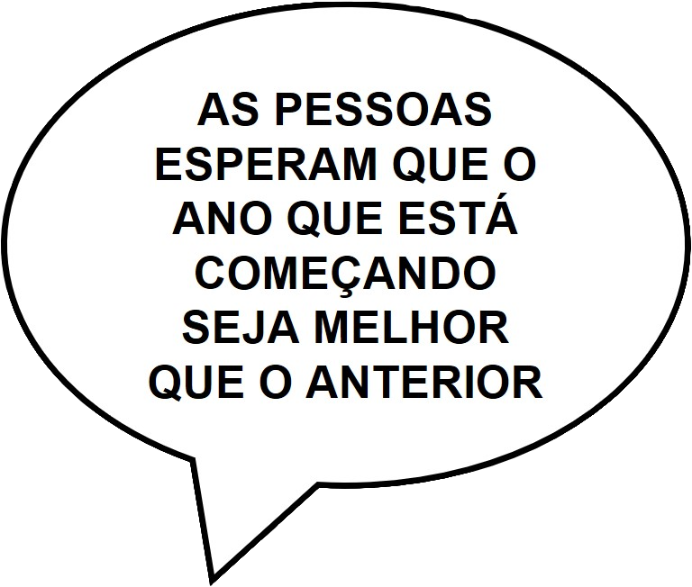 AS PESSOAS
ESPERAM QUE O
ANO QUE ESTÁ
COMEÇANDO
SEJA MELHOR
QUE O ANTERIOR